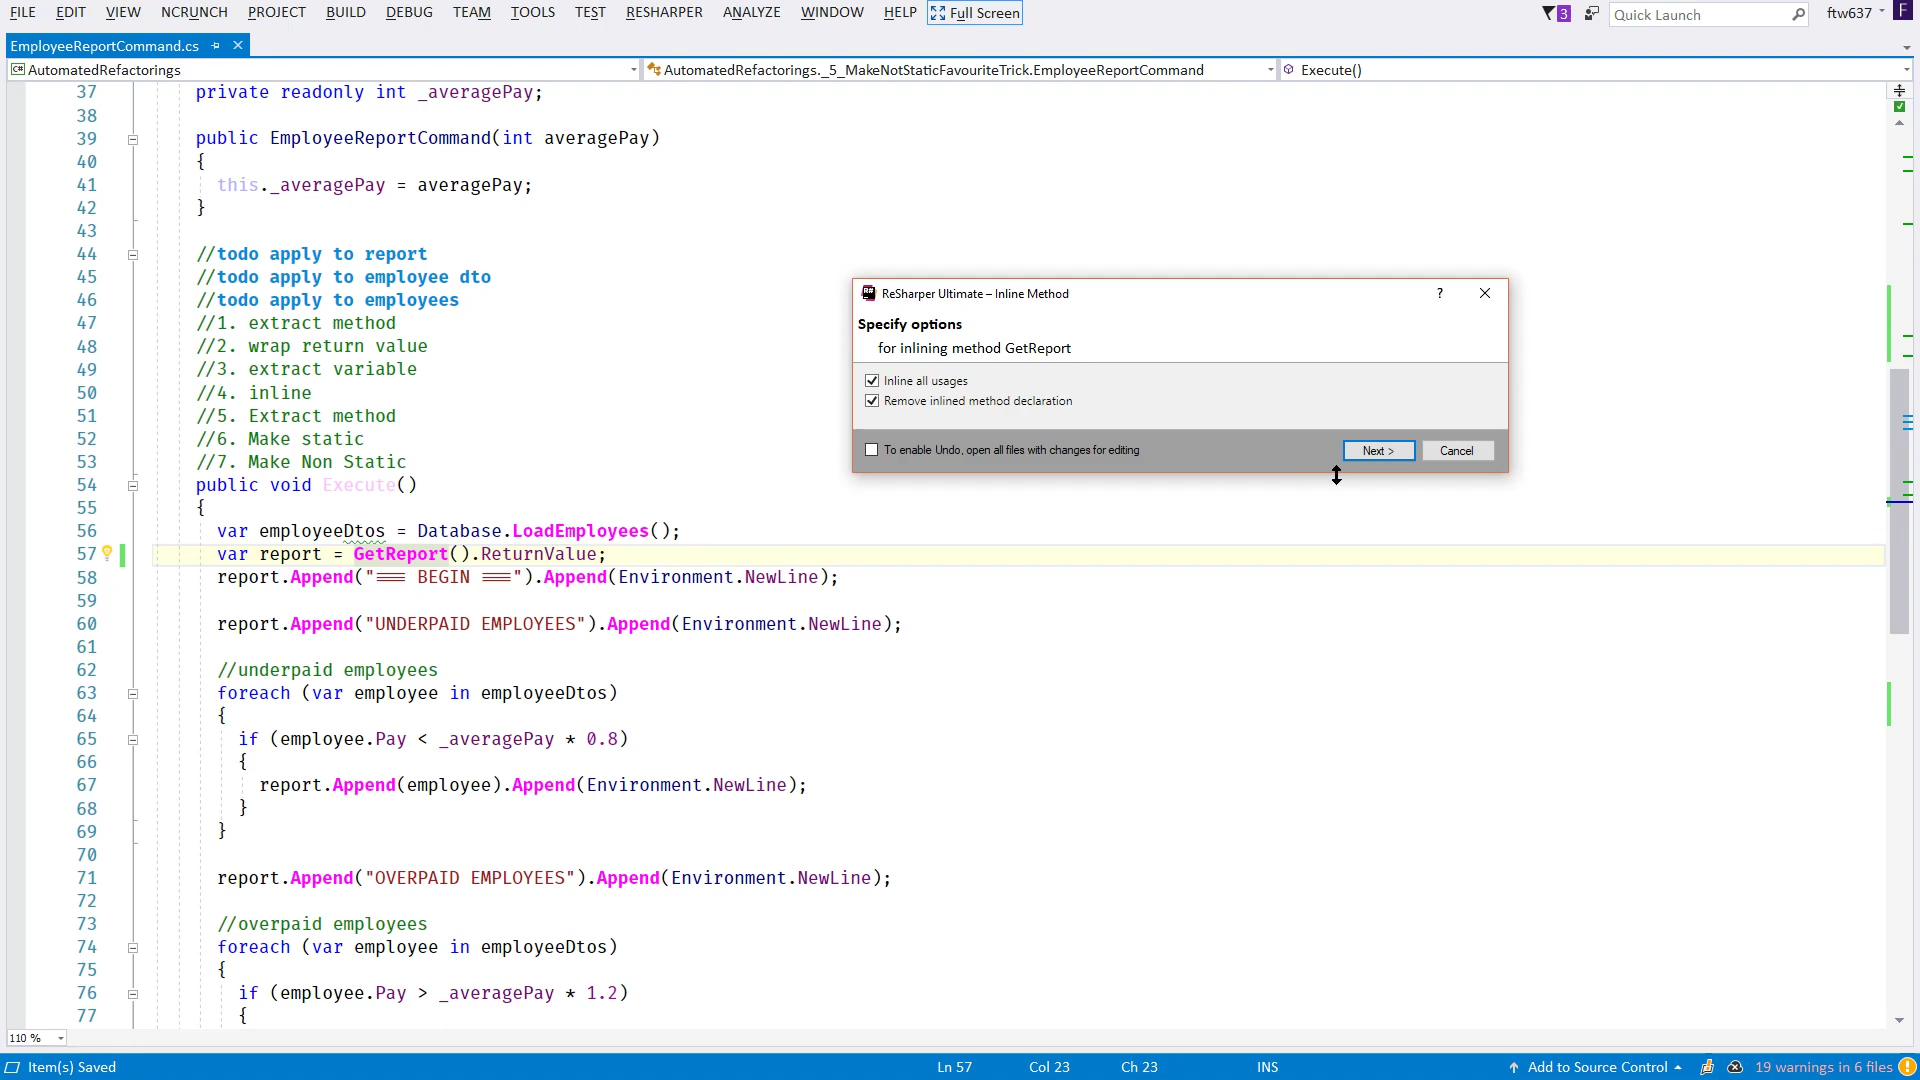 FILE EDIT VIEW NCRUNCH PROJECT BUILD DEBUG TEAM TOOLS TEST RESHARPER ANALYZE WINDOW HELP Full Screen 3 Quick Launch ftw637 F
EmployeeReportCommand.cs
C# AutomatedRefactorings AutomatedRefactorings._5_MakeNotStaticFavouriteTrick.EmployeeReportCommand Execute()
37 private readonly int _averagePay;
38
39 public EmployeeReportCommand(int averagePay)
40 {
41 this._averagePay = averagePay;
42 }
43
44 //todo apply to report
45 //todo apply to employee dto
46 //todo apply to employees
47 //1. extract method
48 //2. wrap return value
49 //3. extract variable
50 //4. inline
51 //5. Extract method
52 //6. Make static
53 //7. Make Non Static
54 public void Execute()
55 {
56 var employeeDtos = Database.LoadEmployees();
57 var report = GetReport().ReturnValue;
58 report.Append("=== BEGIN ===").Append(Environment.NewLine);
59
60 report.Append("UNDERPAID EMPLOYEES").Append(Environment.NewLine);
61
62 //underpaid employees
63 foreach (var employee in employeeDtos)
64 {
65 if (employee.Pay < _averagePay * 0.8)
66 {
67 report.Append(employee).Append(Environment.NewLine);
68 }
69 }
70
71 report.Append("OVERPAID EMPLOYEES").Append(Environment.NewLine);
72
73 //overpaid employees
74 foreach (var employee in employeeDtos)
75 {
76 if (employee.Pay > _averagePay * 1.2)
77 {
R# ReSharper Ultimate – Inline Method ?
Specify options
for inlining method GetReport
Inline all usages
Remove inlined method declaration
To enable Undo, open all files with changes for editing Next > Cancel
110 %
Item(s) Saved Ln 57 Col 23 Ch 23 INS Add to Source Control 19 warnings in 6 files